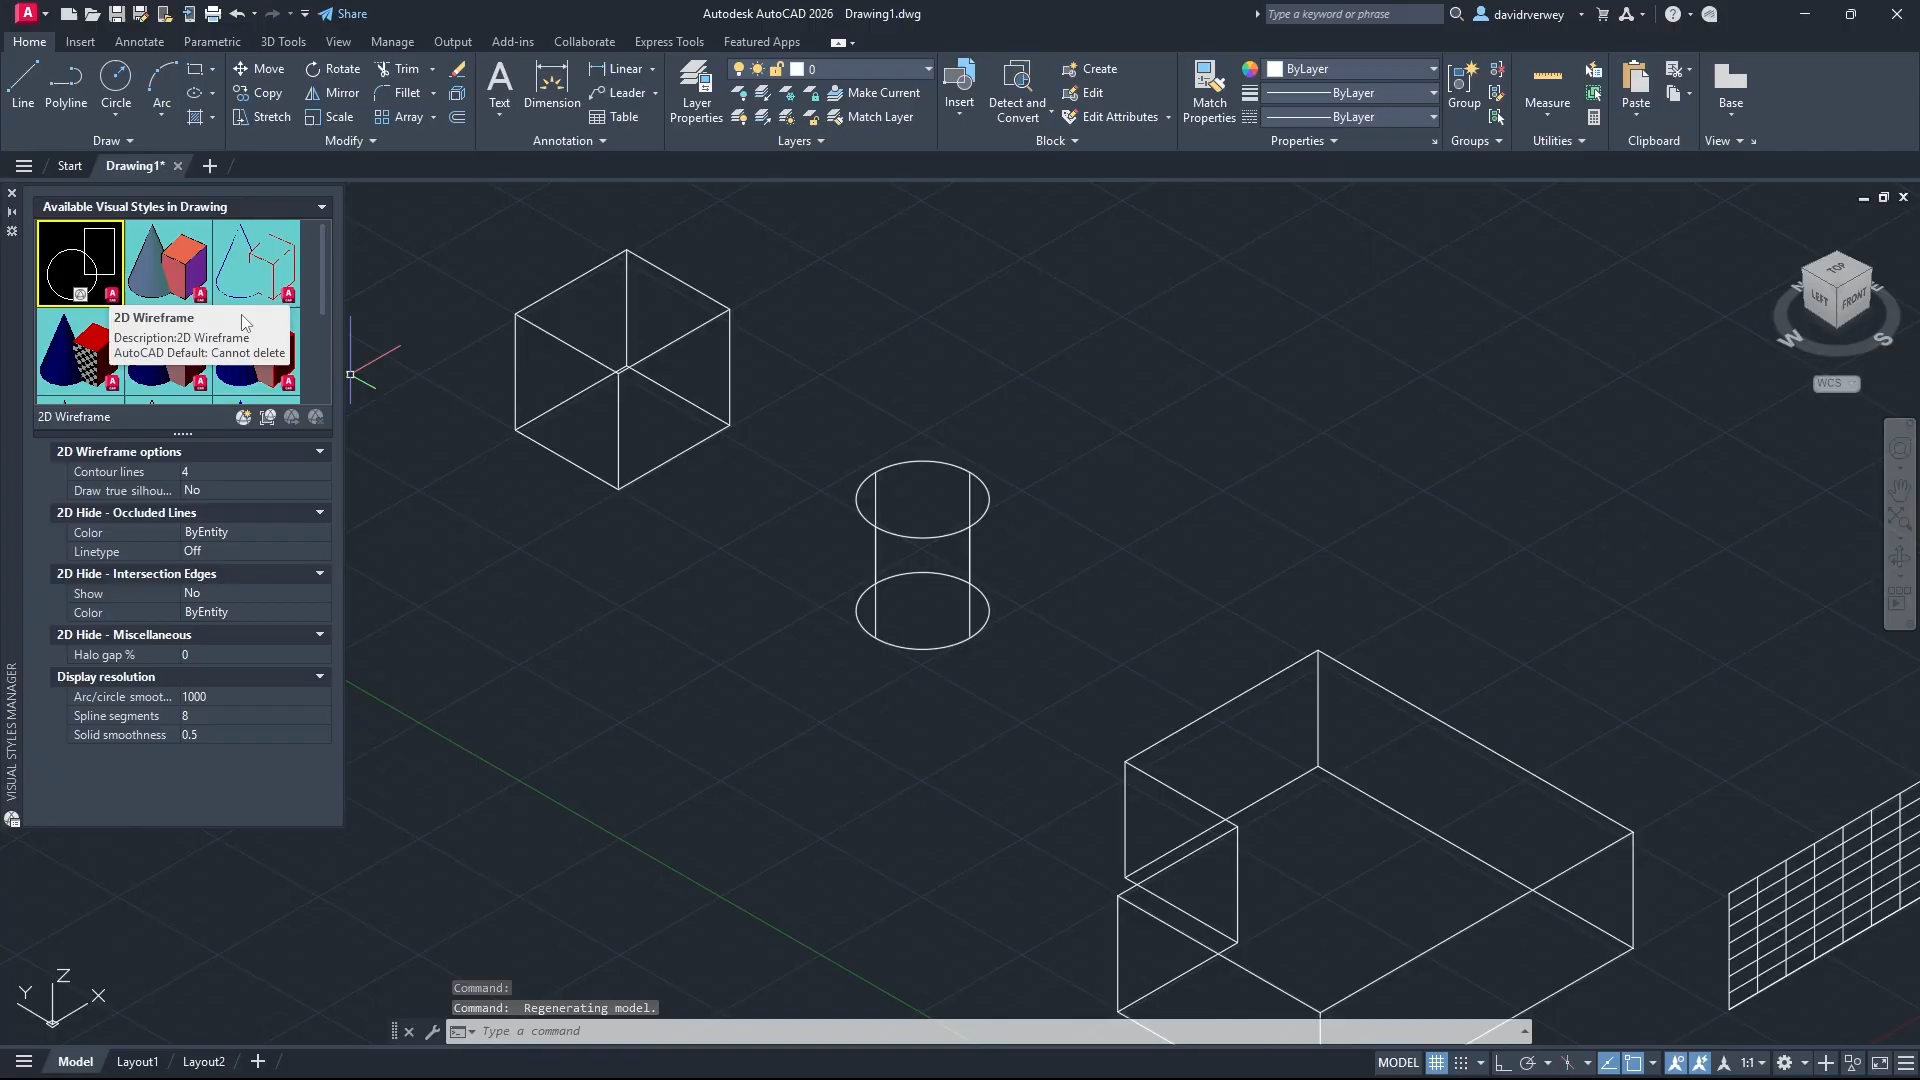 Share
Autodesk AutoCAD 2026 Drawing1.dwg
Type a keyword or phrase
davidrverwey
Home Insert Annotate Parametric 3D Tools View Manage Output Add-ins Collaborate Express Tools Featured Apps
Line Polyline Circle Arc
Move Rotate Trim
Copy Mirror Fillet
Stretch Scale Array
Text Dimension
Linear
Leader
Table
Layer
Properties
0
Make Current
Match Layer
Insert
Detect and
Convert
Create
Edit
Edit Attributes
Match
Properties
ByLayer
ByLayer
ByLayer
Group
Measure
Paste
Base
Draw Modify Annotation Layers Block Properties Groups Utilities Clipboard View
Start Drawing1*
Available Visual Styles in Drawing
2D Wireframe
Description:2D Wireframe
AutoCAD Default: Cannot delete
2D Wireframe
2D Wireframe options
Contour lines 4
Draw true silhou... No
2D Hide - Occluded Lines
Color ByEntity
Linetype Off
2D Hide - Intersection Edges
Show No
Color ByEntity
2D Hide - Miscellaneous
Halo gap % 0
Display resolution
Arc/circle smoot... 1000
Spline segments 8
Solid smoothness 0.5
VISUAL STYLES MANAGER
TOP
LEFT FRONT
N E
W S
WCS
Z
Y X
Command:
Command: Regenerating model.
Type a command
Model Layout1 Layout2
MODEL
1:1